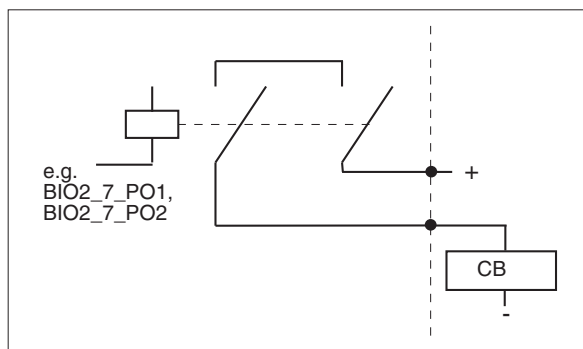 e.g.
BIO2_7_PO1,
BIO2_7_PO2
+
CB
-